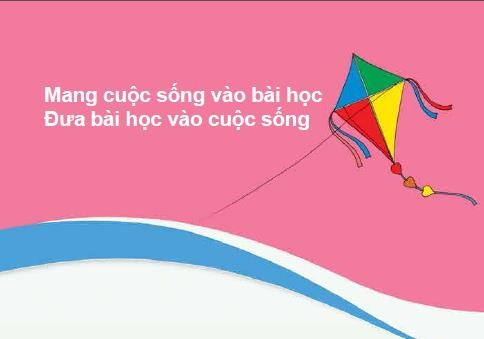 Mang cuộc sống vào bài học
Đưa bài học vào cuộc sống